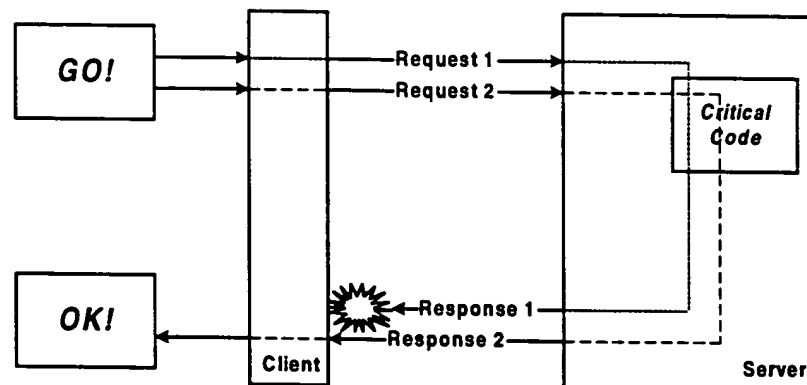 GO!
Request 1
Request 2
Critical
Code
OK!
Response 1
Response 2
Client
Server